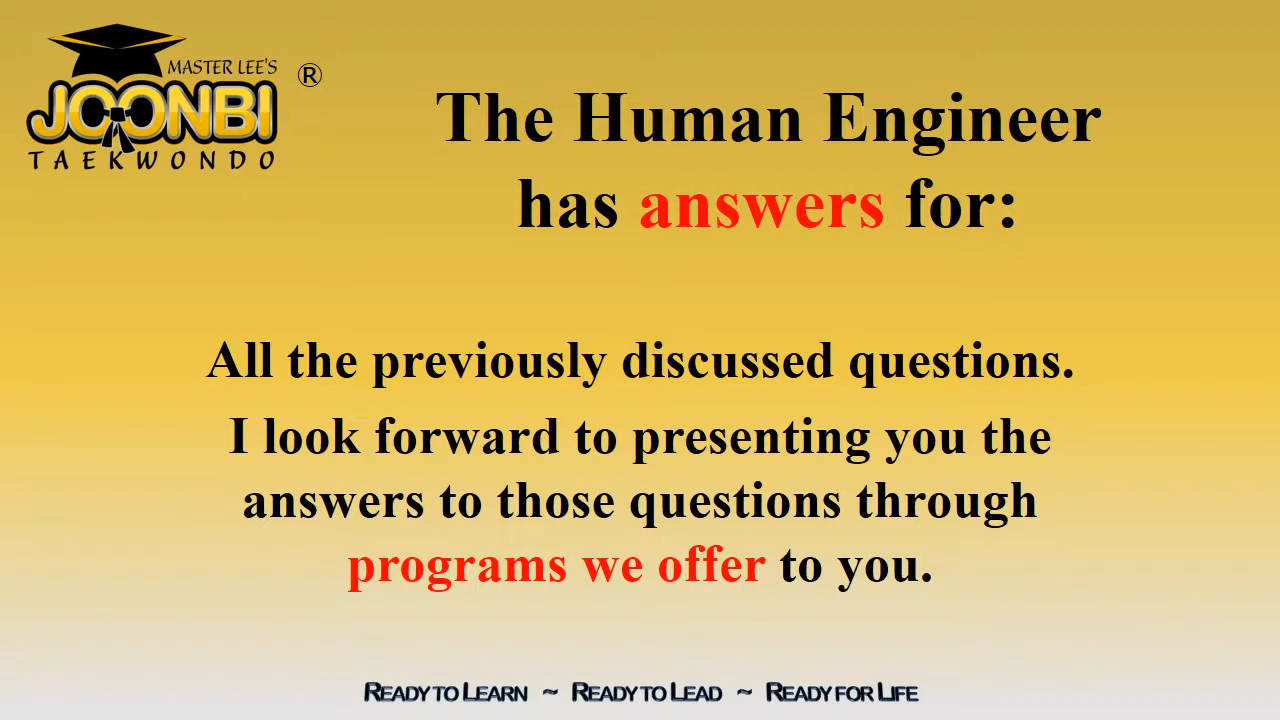 MASTER LEE'S
®
JOONBI
TAEKWONDO
The Human Engineer
has answers for:
All the previously discussed questions.
I look forward to presenting you the
answers to those questions through
programs we offer to you.
READY TO LEARN ~ READY TO LEAD ~ READY FOR LIFE